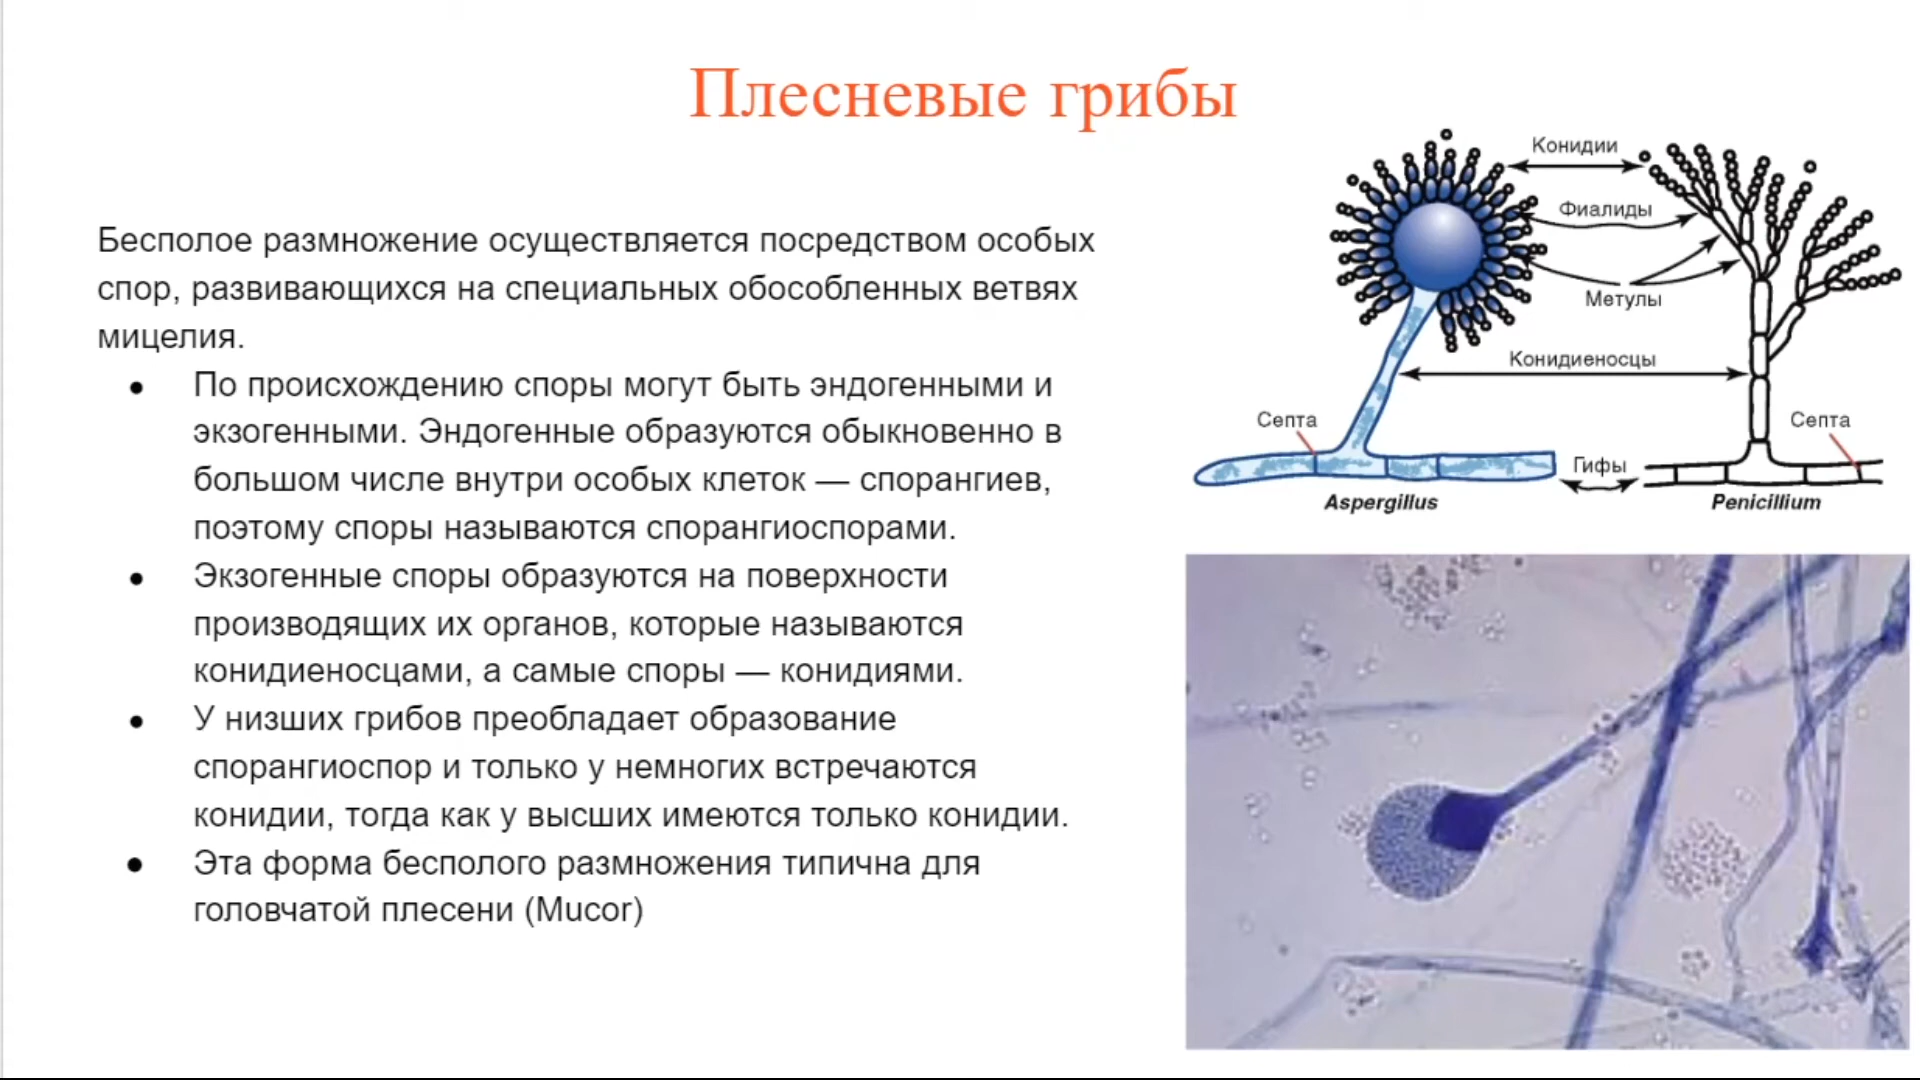 Плесневые грибы
Бесполое размножение осуществляется посредством особых
спор, развивающихся на специальных обособленных ветвях
мицелия.
● По происхождению споры могут быть эндогенными и
экзогенными. Эндогенные образуются обыкновенно в
большом числе внутри особых клеток — спорангиев,
поэтому споры называются спорангиоспорами.
● Экзогенные споры образуются на поверхности
производящих их органов, которые называются
конидиеносцами, а самые споры — конидиями.
● У низших грибов преобладает образование
спорангиоспор и только у немногих встречаются
конидии, тогда как у высших имеются только конидии.
● Эта форма бесполого размножения типична для
головчатой плесени (Mucor)
Конидии
Фиалиды
Метулы
Конидиеносцы
Септа
Септа
Гифы
Aspergillus
Penicillium